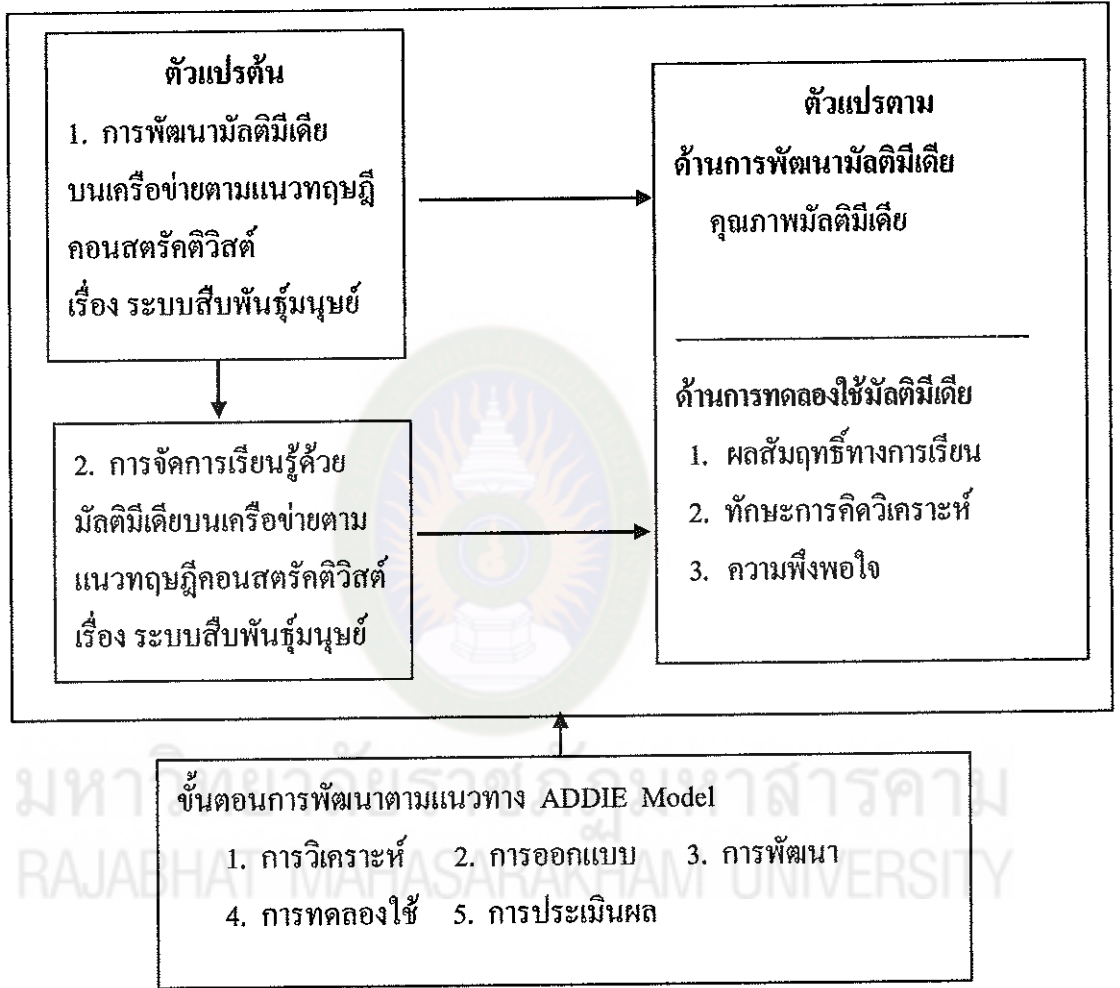 ตัวแปรต้น
1. การพัฒนามัลติมีเดีย
บนเครือข่ายตามแนวทฤษฎี
คอนสตรัคติวิสต์
เรื่อง ระบบสืบพันธุ์มนุษย์
2. การจัดการเรียนรู้ด้วย
มัลติมีเดียบนเครือข่ายตาม
แนวทฤษฎีคอนสตรัคติวิสต์
เรื่อง ระบบสืบพันธุ์มนุษย์
ตัวแปรตาม
ด้านการพัฒนามัลติมีเดีย
คุณภาพมัลติมีเดีย
ด้านการทดลองใช้มัลติมีเดีย
1. ผลสัมฤทธิ์ทางการเรียน
2. ทักษะการคิดวิเคราะห์
3. ความพึงพอใจ
ขั้นตอนการพัฒนาตามแนวทาง ADDIE Model
1. การวิเคราะห์ 2. การออกแบบ 3. การพัฒนา
4. การทดลองใช้ 5. การประเมินผล
มหาวิทยาลัยราชภัฏมหาสารคาม
RAJABHAT MAHASARAKHAM UNIVERSITY